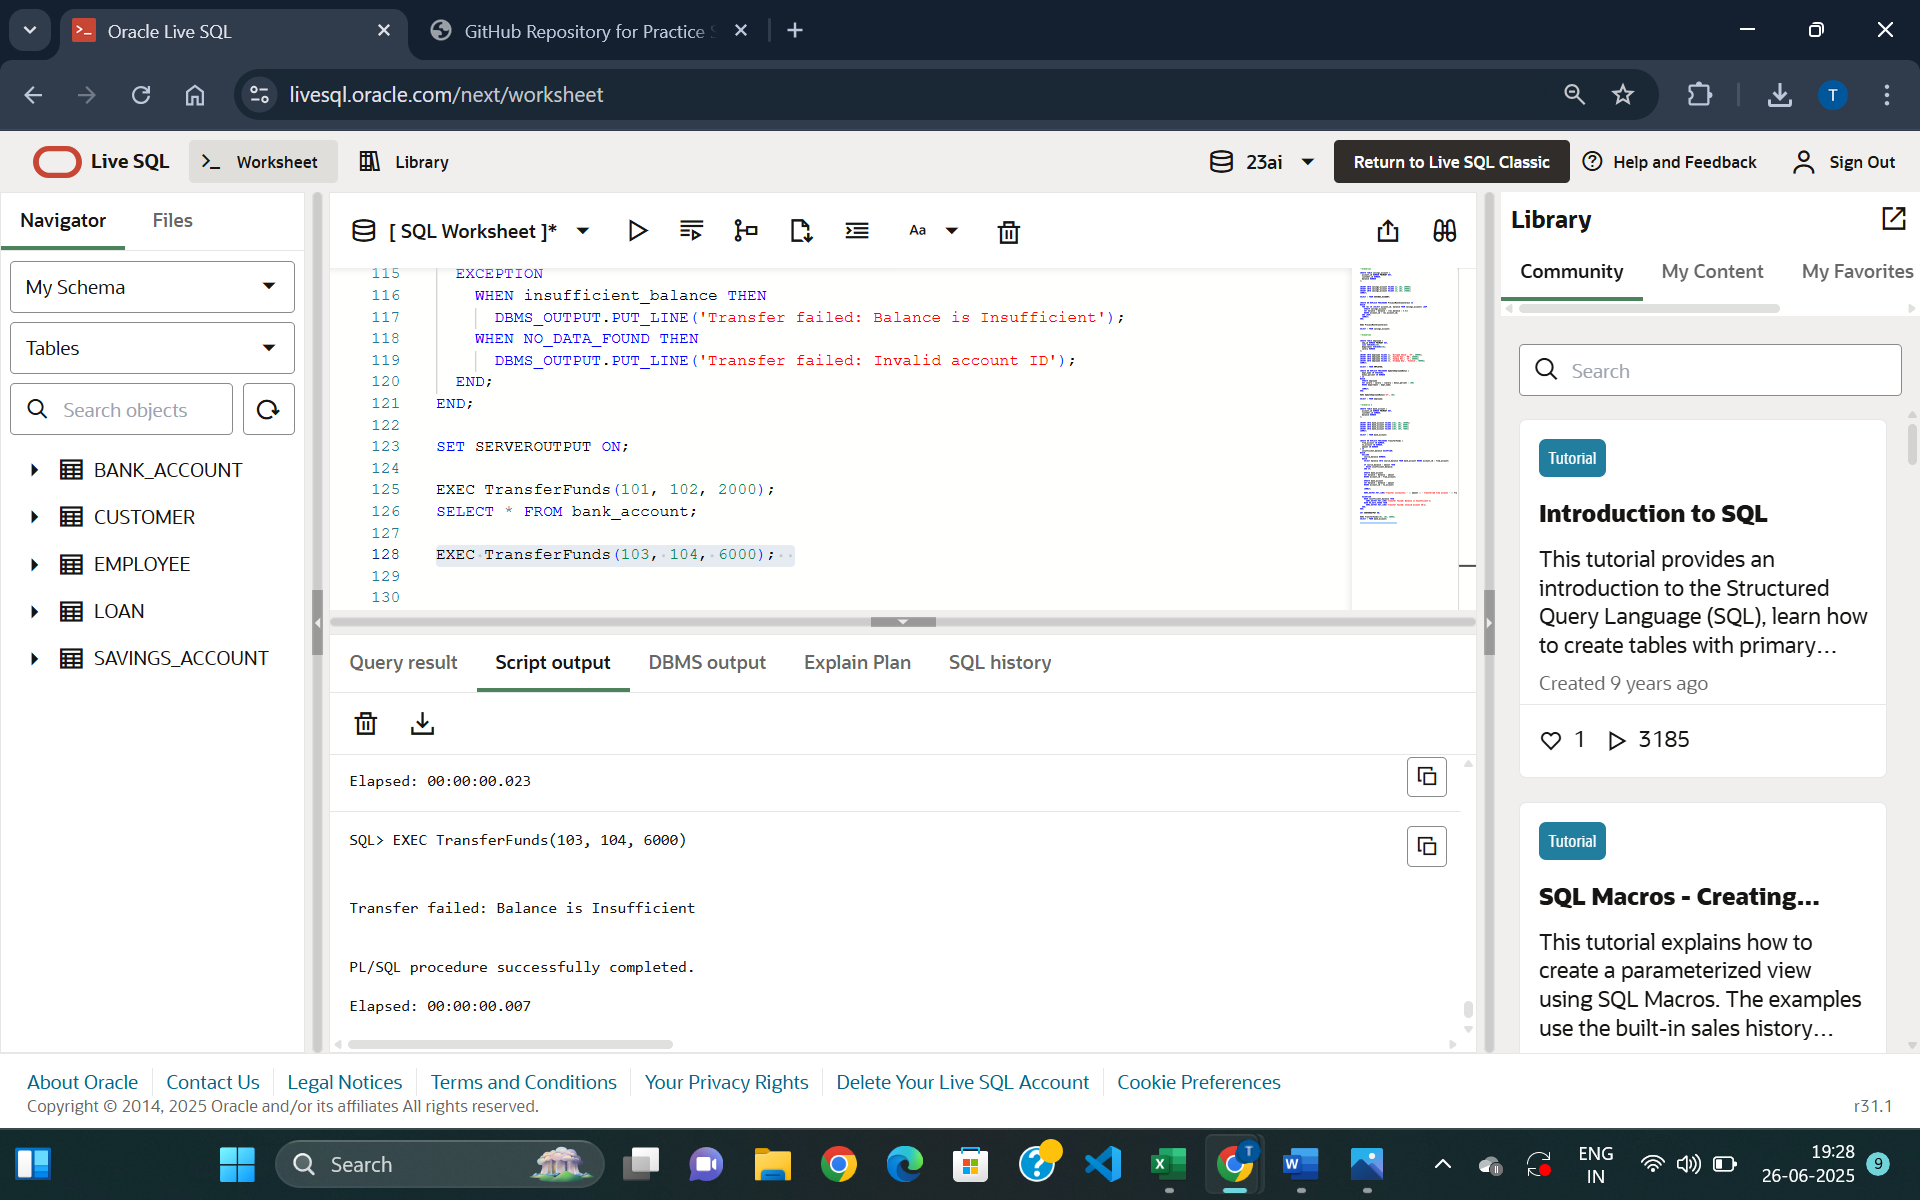 Oracle Live SQL
GitHub Repository for Practice S
livesql.oracle.com/next/worksheet
T
Live SQL
Worksheet
Library
23ai
Return to Live SQL Classic
Help and Feedback
Sign Out
Navigator
Files
My Schema
Tables
Search objects
BANK_ACCOUNT
CUSTOMER
EMPLOYEE
LOAN
SAVINGS_ACCOUNT
[ SQL Worksheet ]*
Aa
115 EXCEPTION
116 WHEN insufficient_balance THEN
117 DBMS_OUTPUT.PUT_LINE('Transfer failed: Balance is Insufficient');
118 WHEN NO_DATA_FOUND THEN
119 DBMS_OUTPUT.PUT_LINE('Transfer failed: Invalid account ID');
120 END;
121 END;
122
123 SET SERVEROUTPUT ON;
124
125 EXEC TransferFunds(101, 102, 2000);
126 SELECT * FROM bank_account;
127
128 EXEC TransferFunds(103, 104, 6000);
129
130
Query result
Script output
DBMS output
Explain Plan
SQL history
Elapsed: 00:00:00.023
SQL> EXEC TransferFunds(103, 104, 6000)
Transfer failed: Balance is Insufficient
PL/SQL procedure successfully completed.
Elapsed: 00:00:00.007
Library
Community
My Content
My Favorites
Search
Tutorial
Introduction to SQL
This tutorial provides an
introduction to the Structured
Query Language (SQL), learn how
to create tables with primary...
Created 9 years ago
1
3185
Tutorial
SQL Macros - Creating...
This tutorial explains how to
create a parameterized view
using SQL Macros. The examples
use the built-in sales history...
About Oracle
Contact Us
Legal Notices
Terms and Conditions
Your Privacy Rights
Delete Your Live SQL Account
Cookie Preferences
Copyright © 2014, 2025 Oracle and/or its affiliates All rights reserved.
r31.1
Search
T
ENG
IN
19:28
26-06-2025
9